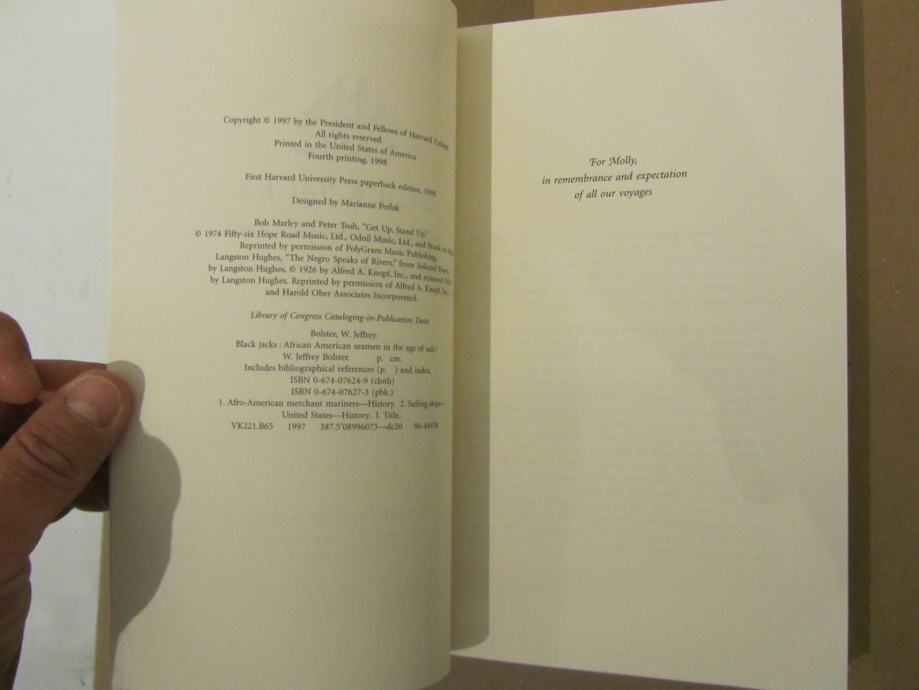 Copyright © 1997 by the President and Fellows of Harvard College
All rights reserved
Printed in the United States of America
Fourth printing, 1998
First Harvard University Press paperback edition, 1998
Designed by Marianne Perlak
Bob Marley and Peter Tosh, "Get Up, Stand Up,"
© 1974 Fifty-six Hope Road Music, Ltd., Odnil Music, Ltd., and
Reprinted by permission of PolyGram Music Publishing.
Langston Hughes, "The Negro Speaks of Rivers," from Selected Poems
by Langston Hughes, © 1926 by Alfred A. Knopf, Inc., and renewed
by Langston Hughes. Reprinted by permission of Alfred A. Knopf, Inc.
and Harold Ober Associates Incorporated.
Library of Congress Cataloging-in-Publication Data
Bolster, W. Jeffrey.
Black jacks : African American seamen in the age of sail /
W. Jeffrey Bolster. p. cm.
Includes bibliographical references (p. ) and index.
ISBN 0-674-07624-9 (cloth)
ISBN 0-674-07627-3 (pbk.)
1. Afro-American merchant mariners—History. 2. Sailing ships—
United States—History. I. Title.
VK221.B65 1997 387.5'08996073—dc20
For Molly,
in remembrance and expectation
of all our voyages